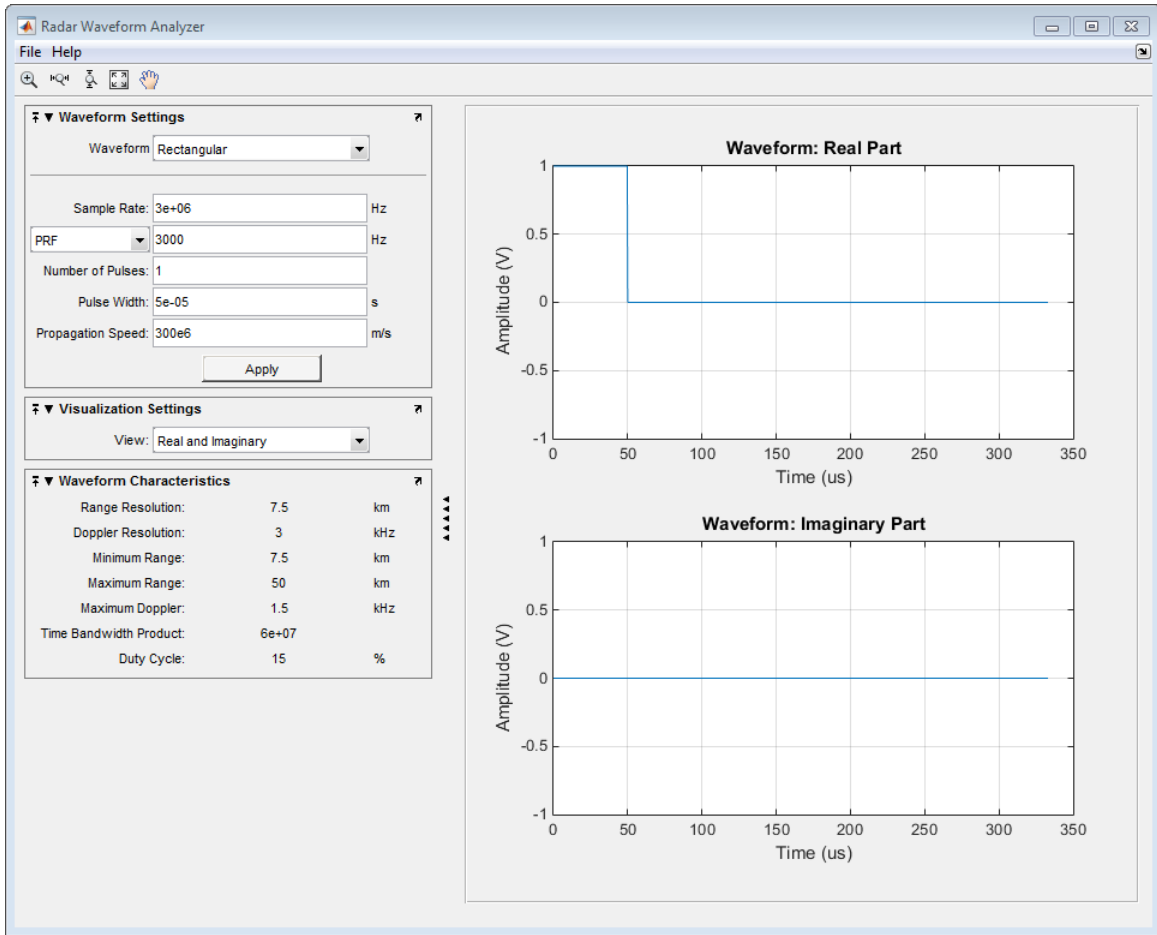 Radar Waveform Analyzer
File Help
Waveform Settings
Waveform Rectangular
Sample Rate: 3e+06 Hz
PRF 3000 Hz
Number of Pulses: 1
Pulse Width: 5e-05 s
Propagation Speed: 300e6 m/s
Apply
Visualization Settings
View: Real and Imaginary
Waveform Characteristics
Range Resolution: 7.5 km
Doppler Resolution: 3 kHz
Minimum Range: 7.5 km
Maximum Range: 50 km
Maximum Doppler: 1.5 kHz
Time Bandwidth Product: 6e+07
Duty Cycle: 15 %
Waveform: Real Part
1
0.5
0
-0.5
-1
Amplitude (V)
0 50 100 150 200 250 300 350
Time (us)
Waveform: Imaginary Part
1
0.5
0
-0.5
-1
Amplitude (V)
0 50 100 150 200 250 300 350
Time (us)